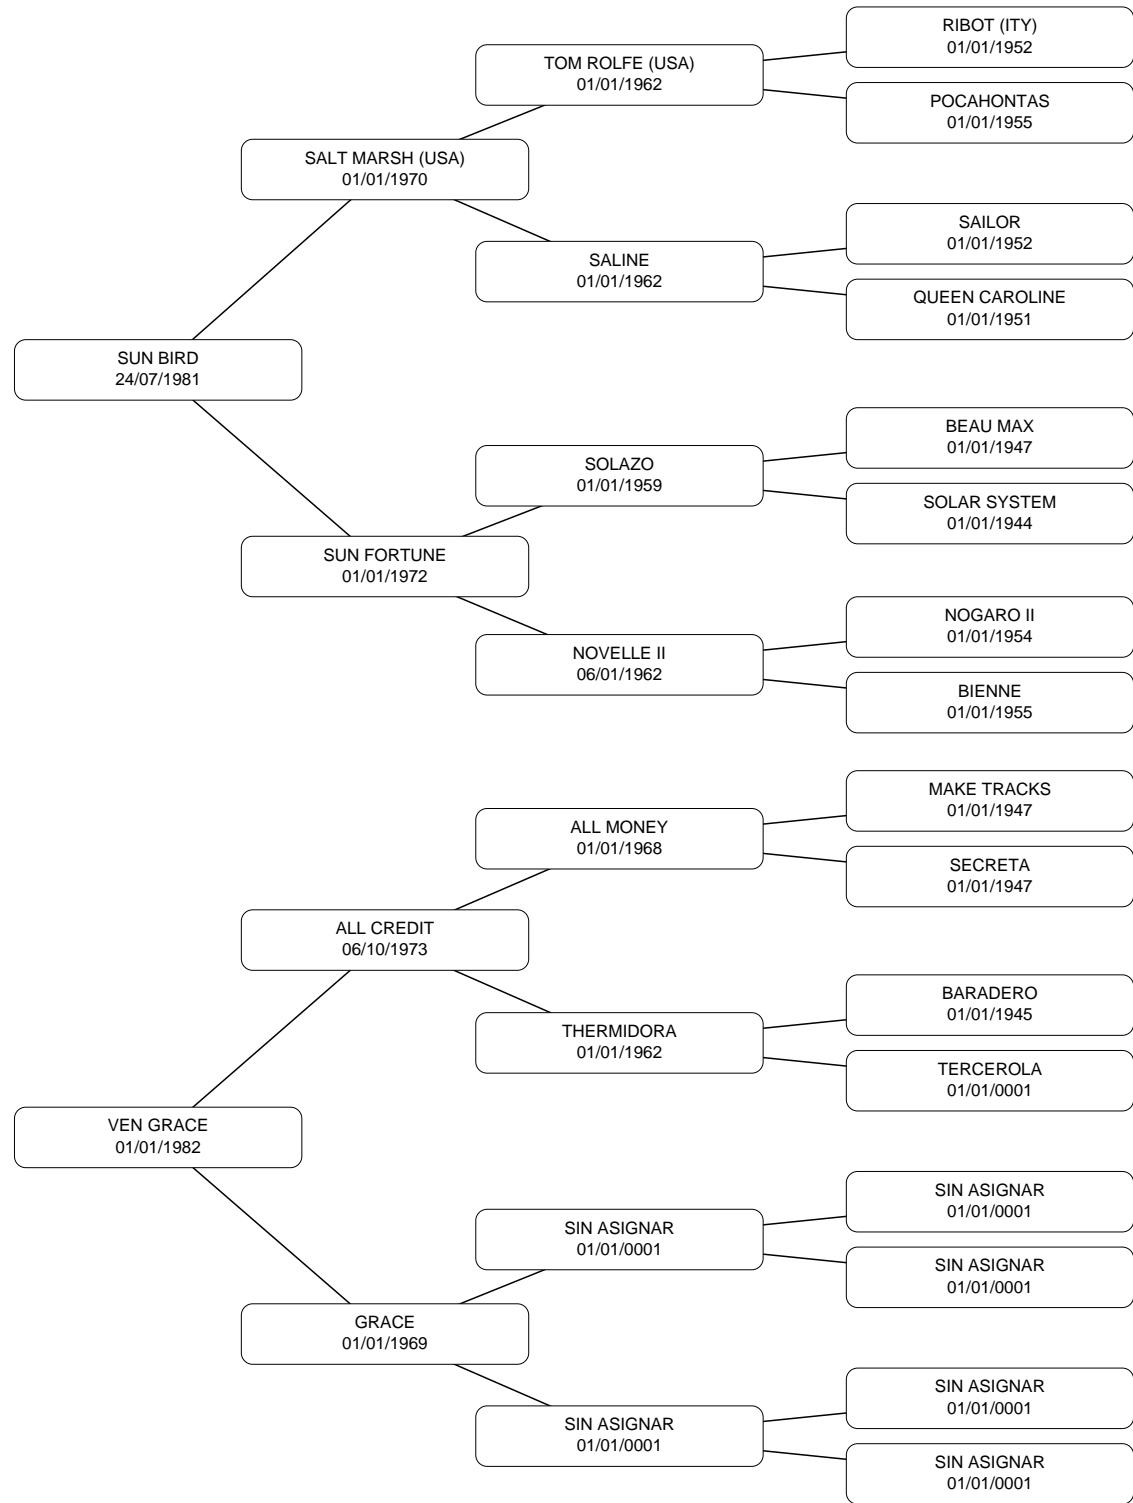 RIBOT (ITY)
01/01/1952
TOM ROLFE (USA)
01/01/1962
POCAHONTAS
01/01/1955
SALT MARSH (USA)
01/01/1970
SAILOR
01/01/1952
SALINE
01/01/1962
QUEEN CAROLINE
01/01/1951
SUN BIRD
24/07/1981
BEAU MAX
01/01/1947
SOLAZO
01/01/1959
SOLAR SYSTEM
01/01/1944
SUN FORTUNE
01/01/1972
NOGARO II
01/01/1954
NOVELLE II
06/01/1962
BIENNE
01/01/1955
MAKE TRACKS
01/01/1947
ALL MONEY
01/01/1968
SECRETA
01/01/1947
ALL CREDIT
06/10/1973
BARADERO
01/01/1945
THERMIDORA
01/01/1962
TERCEROLA
01/01/0001
VEN GRACE
01/01/1982
SIN ASIGNAR
01/01/0001
SIN ASIGNAR
01/01/0001
SIN ASIGNAR
01/01/0001
GRACE
01/01/1969
SIN ASIGNAR
01/01/0001
SIN ASIGNAR
01/01/0001
SIN ASIGNAR
01/01/0001